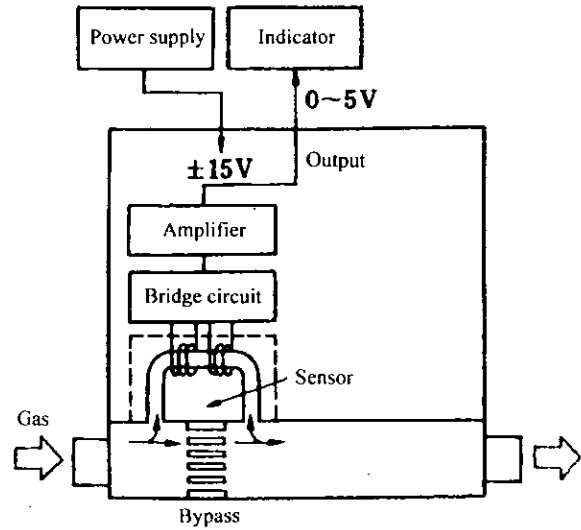 Power supply
Indicator
0~5V
Output
±15V
Amplifier
Bridge circuit
Sensor
Gas
Bypass